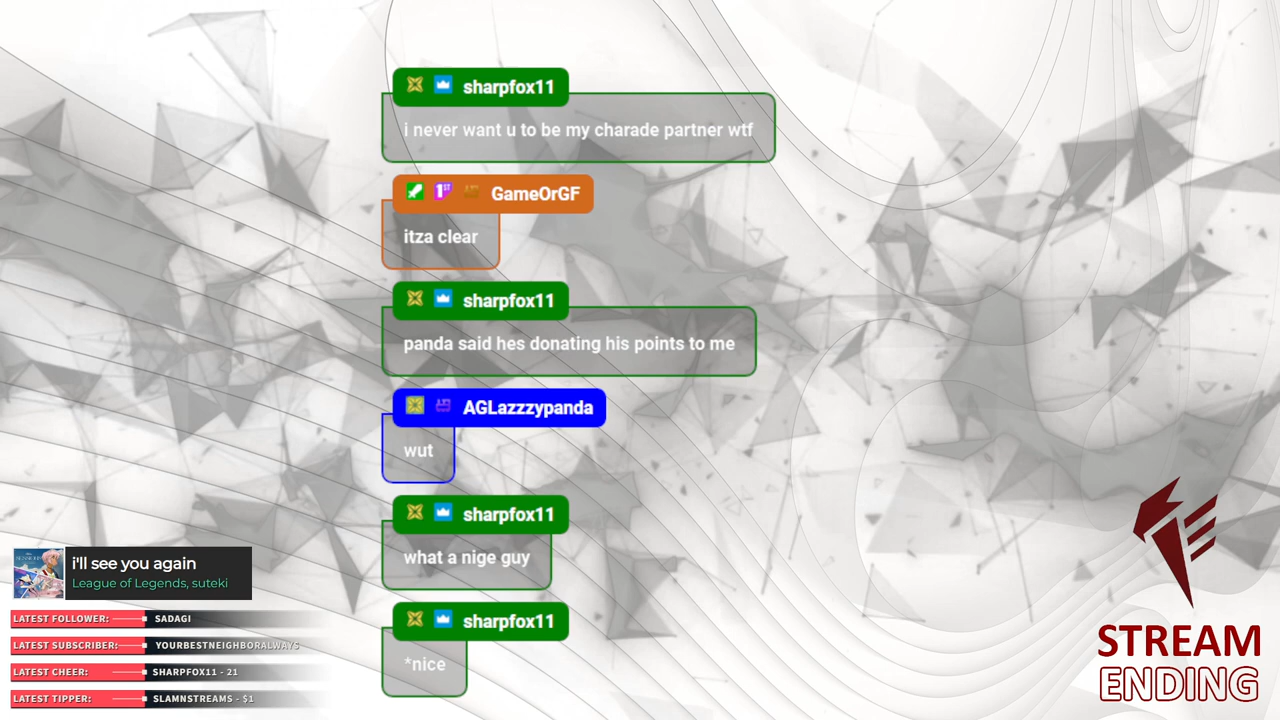 sharpfox11
i never want u to be my charade partner wtf
1ST GameOrGF
itza clear
sharpfox11
panda said hes donating his points to me
AGLazzzypanda
wut
sharpfox11
what a nige guy
sharpfox11
*nice
i'll see you again
League of Legends, suteki
LATEST FOLLOWER: SADAGI
LATEST SUBSCRIBER: YOURBESTNEIGHBORALWAYS
LATEST CHEER: SHARPFOX11 - 21
LATEST TIPPER: SLAMNSTREAMS - $1
STREAM
ENDING